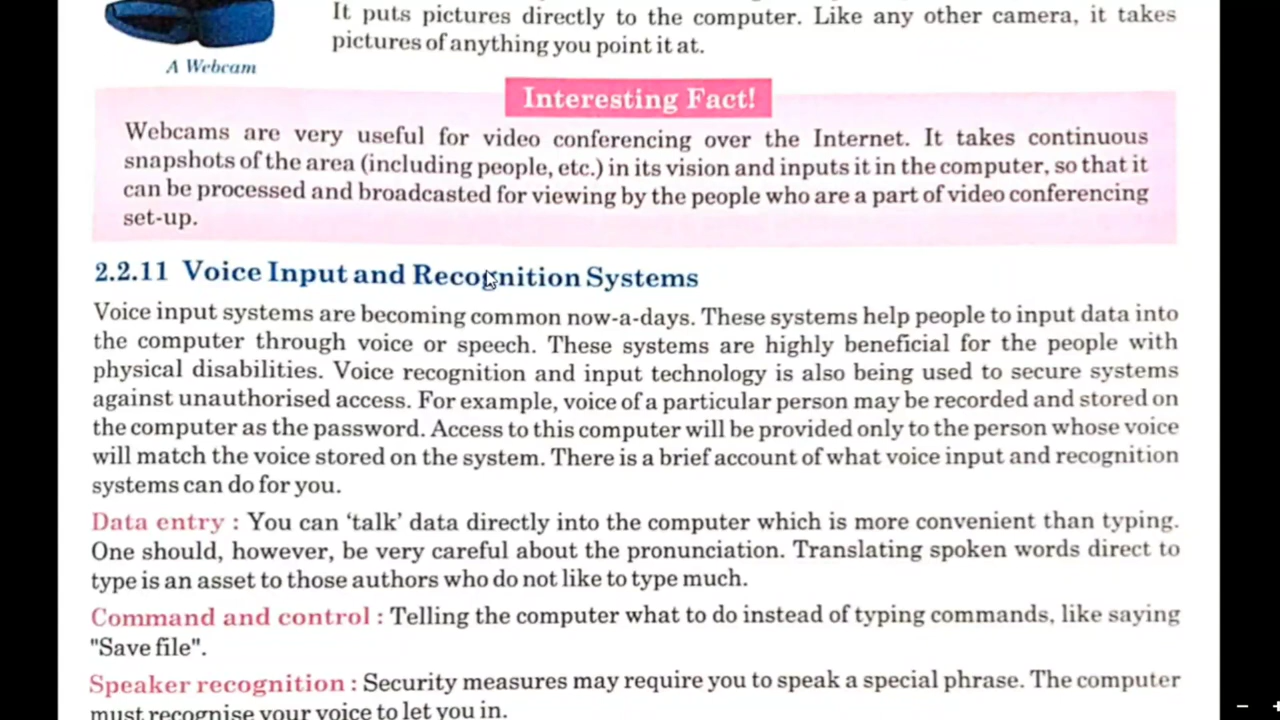 It puts pictures directly to the computer. Like any other camera, it takes
pictures of anything you point it at.
A Webcam
Interesting Fact!
Webcams are very useful for video conferencing over the Internet. It takes continuous
snapshots of the area (including people, etc.) in its vision and inputs it in the computer, so that it
can be processed and broadcasted for viewing by the people who are a part of video conferencing
set-up.
2.2.11 Voice Input and Recognition Systems
Voice input systems are becoming common now-a-days. These systems help people to input data into
the computer through voice or speech. These systems are highly beneficial for the people with
physical disabilities. Voice recognition and input technology is also being used to secure systems
against unauthorised access. For example, voice of a particular person may be recorded and stored on
the computer as the password. Access to this computer will be provided only to the person whose voice
will match the voice stored on the system. There is a brief account of what voice input and recognition
systems can do for you.
Data entry : You can ‘talk’ data directly into the computer which is more convenient than typing.
One should, however, be very careful about the pronunciation. Translating spoken words direct to
type is an asset to those authors who do not like to type much.
Command and control : Telling the computer what to do instead of typing commands, like saying
"Save file".
Speaker recognition : Security measures may require you to speak a special phrase. The computer
must recognise your voice to let you in.